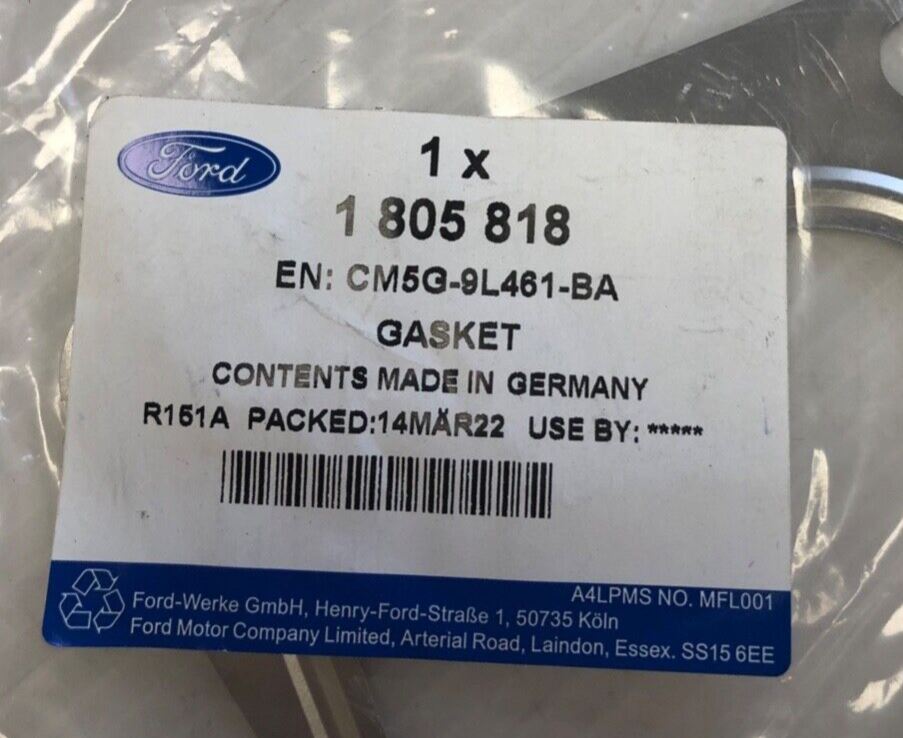 Ford
1 x
1 805 818
EN: CM5G-9L461-BA
GASKET
CONTENTS MADE IN GERMANY
R151A PACKED:14MÄR22 USE BY: *****
A4LPMS NO. MFL001
Ford-Werke GmbH, Henry-Ford-Straße 1, 50735 Köln
Ford Motor Company Limited, Arterial Road, Laindon, Essex. SS15 6EE